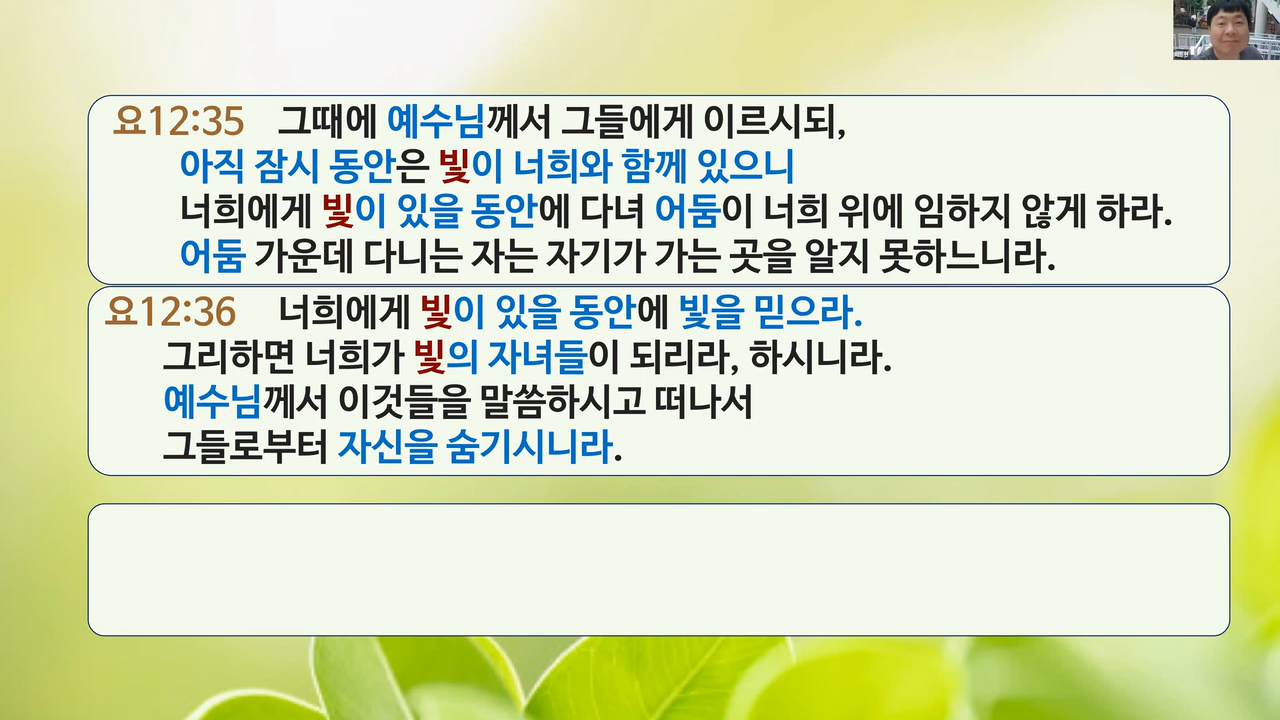 요12:35 그때에 예수님께서 그들에게 이르시되,
아직 잠시 동안은 빛이 너희와 함께 있으니
너희에게 빛이 있을 동안에 다녀 어둠이 너희 위에 임하지 않게 하라.
어둠 가운데 다니는 자는 자기가 가는 곳을 알지 못하느니라.
요12:36 너희에게 빛이 있을 동안에 빛을 믿으라.
그리하면 너희가 빛의 자녀들이 되리라, 하시니라.
예수님께서 이것들을 말씀하시고 떠나서
그들로부터 자신을 숨기시니라.